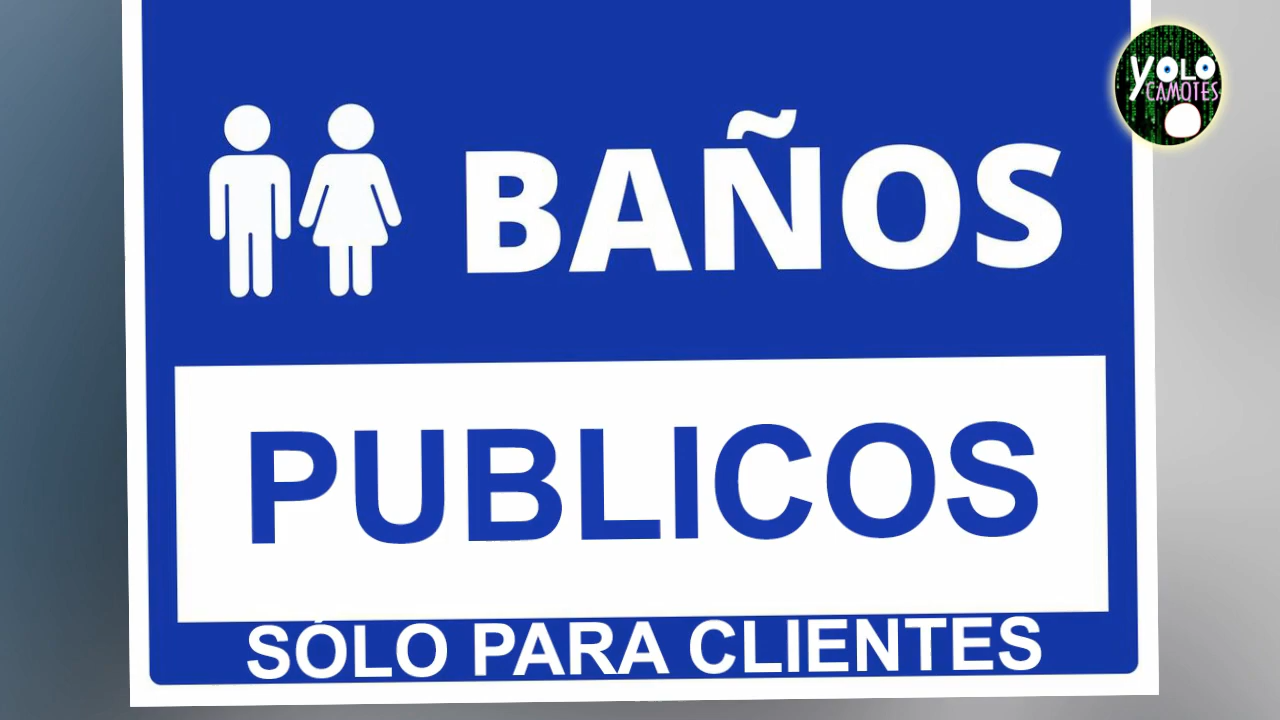 BAÑOS
PUBLICOS
SÓLO PARA CLIENTES
YOLO
CAMOTES